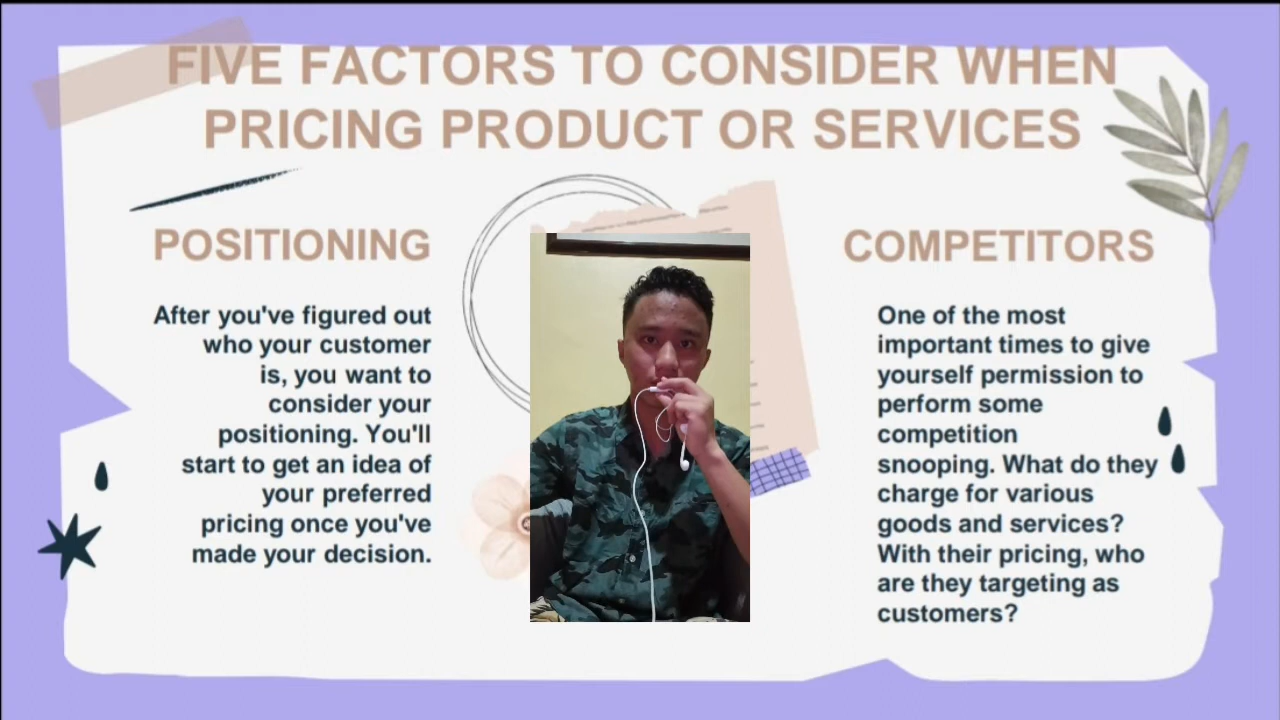 FIVE FACTORS TO CONSIDER WHEN
PRICING PRODUCT OR SERVICES
POSITIONING
After you've figured out
who your customer
is, you want to
consider your
positioning. You'll
start to get an idea of
your preferred
pricing once you've
made your decision.
COMPETITORS
One of the most
important times to give
yourself permission to
perform some
competition
snooping. What do they
charge for various
goods and services?
With their pricing, who
are they targeting as
customers?